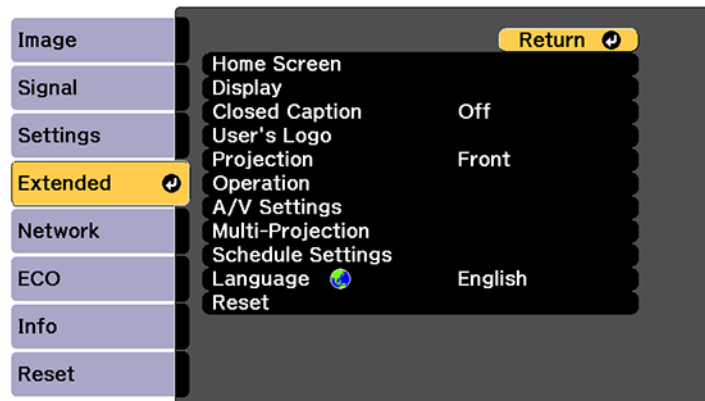 Image
Signal
Settings
Extended
Network
ECO
Info
Reset
Return
Home Screen
Display
Closed Caption Off
User's Logo
Projection Front
Operation
A/V Settings
Multi-Projection
Schedule Settings
Language English
Reset